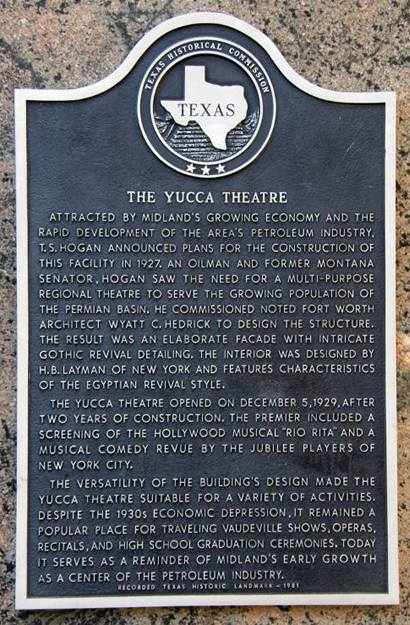 TEXAS HISTORICAL COMMISSION
TEXAS
THE YUCCA THEATRE
ATTRACTED BY MIDLAND'S GROWING ECONOMY AND THE
RAPID DEVELOPMENT OF THE AREA'S PETROLEUM INDUSTRY,
T.S. HOGAN ANNOUNCED PLANS FOR THE CONSTRUCTION OF
THIS FACILITY IN 1927. AN OILMAN AND FORMER MONTANA
SENATOR, HOGAN SAW THE NEED FOR A MULTI-PURPOSE
REGIONAL THEATRE TO SERVE THE GROWING POPULATION OF
THE PERMIAN BASIN. HE COMMISSIONED NOTED FORT WORTH
ARCHITECT WYATT C. HEDRICK TO DESIGN THE STRUCTURE.
THE RESULT WAS AN ELABORATE FACADE WITH INTRICATE
GOTHIC REVIVAL DETAILING. THE INTERIOR WAS DESIGNED BY
H.B. LAYMAN OF NEW YORK AND FEATURES CHARACTERISTICS
OF THE EGYPTIAN REVIVAL STYLE.
THE YUCCA THEATRE OPENED ON DECEMBER 5, 1929, AFTER
TWO YEARS OF CONSTRUCTION. THE PREMIER INCLUDED A
SCREENING OF THE HOLLYWOOD MUSICAL "RIO RITA" AND A
MUSICAL COMEDY REVUE BY THE JUBILEE PLAYERS OF
NEW YORK CITY.
THE VERSATILITY OF THE BUILDING'S DESIGN MADE THE
YUCCA THEATRE SUITABLE FOR A VARIETY OF ACTIVITIES.
DESPITE THE 1930s ECONOMIC DEPRESSION, IT REMAINED A
POPULAR PLACE FOR TRAVELING VAUDEVILLE SHOWS, OPERAS,
RECITALS, AND HIGH SCHOOL GRADUATION CEREMONIES. TODAY
IT SERVES AS A REMINDER OF MIDLAND'S EARLY GROWTH
AS A CENTER OF THE PETROLEUM INDUSTRY.
RECORDED TEXAS HISTORIC LANDMARK – 1981